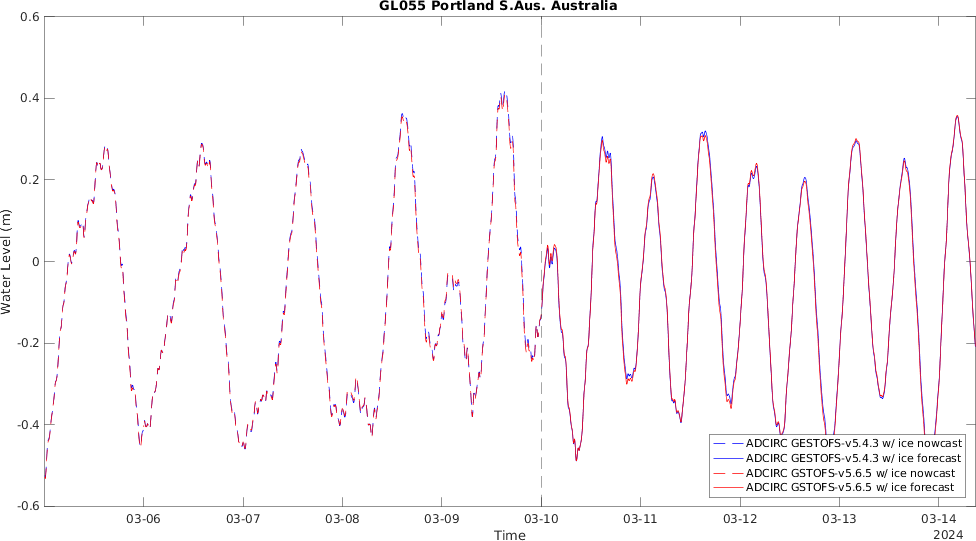 GL055 Portland S.Aus. Australia
0.6
0.4
0.2
0
-0.2
-0.4
-0.6
Water Level (m)
03-06 03-07 03-08 03-09 03-10 03-11 03-12 03-13 03-14
Time 2024
ADCIRC GESTOFS-v5.4.3 w/ ice nowcast
ADCIRC GESTOFS-v5.4.3 w/ ice forecast
ADCIRC GSTOFS-v5.6.5 w/ ice nowcast
ADCIRC GSTOFS-v5.6.5 w/ ice forecast